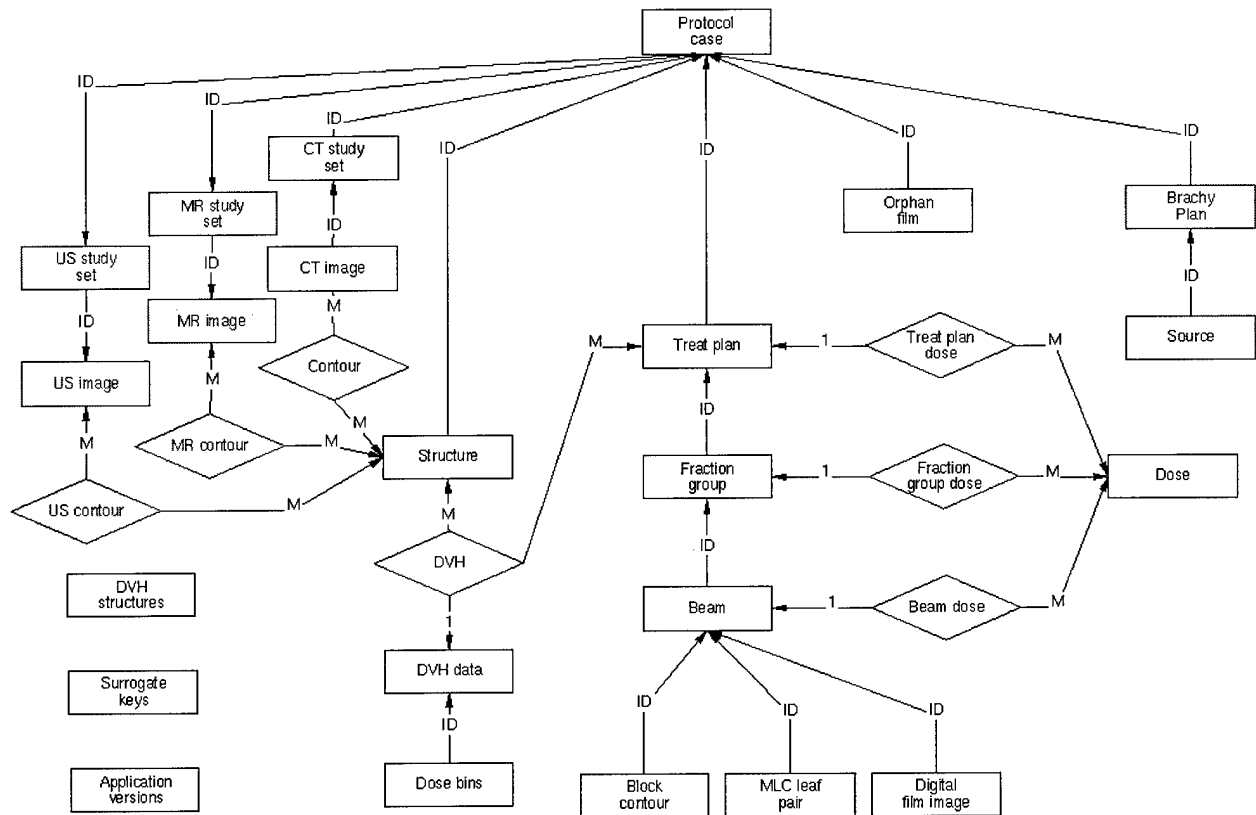 Protocol
case
ID
ID
ID
ID
ID
ID
ID
CT study
set
MR study
set
ID
Orphan
film
Brachy
Plan
US study
set
ID
CT image
ID
ID
M
MR image
Source
US image
M
Contour
M
Treat plan
1
Treat plan
dose
M
M
M
ID
MR contour
M
Structure
Fraction
group
1
Fraction
group dose
M
Dose
US contour
M
M
ID
DVH
DVH
structures
1
Beam
1
Beam dose
M
DVH data
Surrogate
keys
ID
ID
ID
ID
Application
versions
Dose bins
Block
contour
MLC leaf
pair
Digital
film image